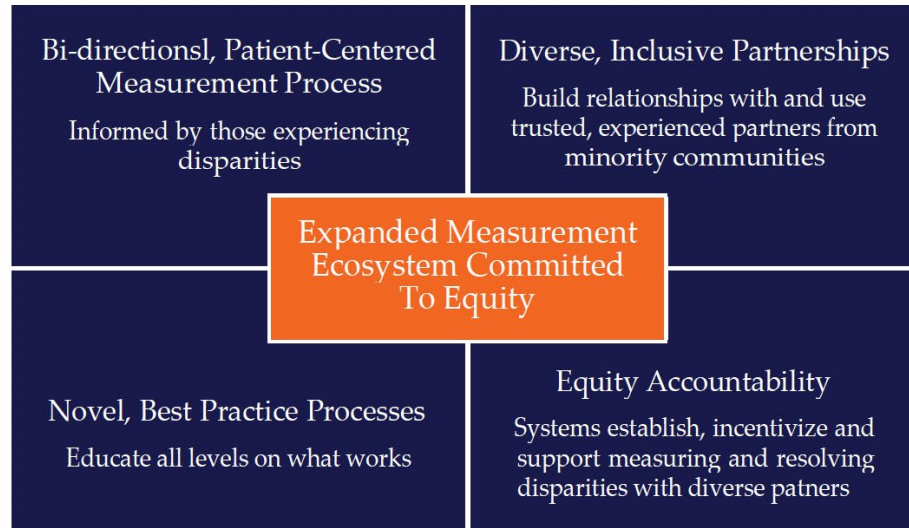 Bi-directionsl, Patient-Centered
Measurement Process
Informed by those experiencing
disparities
Diverse, Inclusive Partnerships
Build relationships with and use
trusted, experienced partners from
minority communities
Expanded Measurement
Ecosystem Committed
To Equity
Novel, Best Practice Processes
Educate all levels on what works
Equity Accountability
Systems establish, incentivize and
support measuring and resolving
disparities with diverse patners